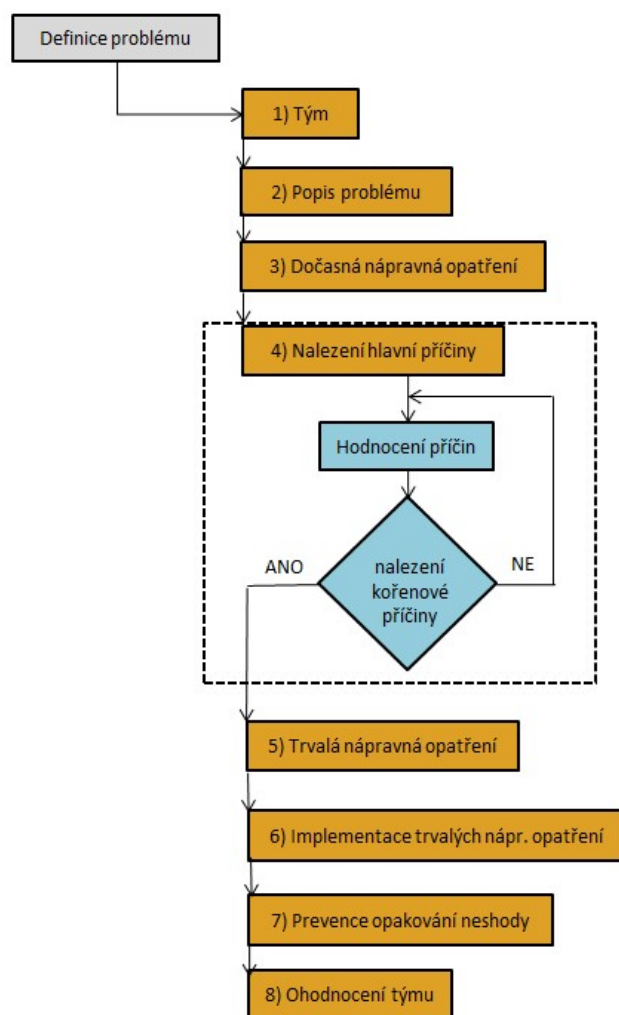 Definice problému
1) Tým
2) Popis problému
3) Dočasná nápravná opatření
4) Nalezení hlavní příčiny
Hodnocení příčin
ANO
NE
nalezení
kořenové
příčiny
5) Trvalá nápravná opatření
6) Implementace trvalých nápr. opatření
7) Prevence opakování neshody
8) Ohodnocení týmu